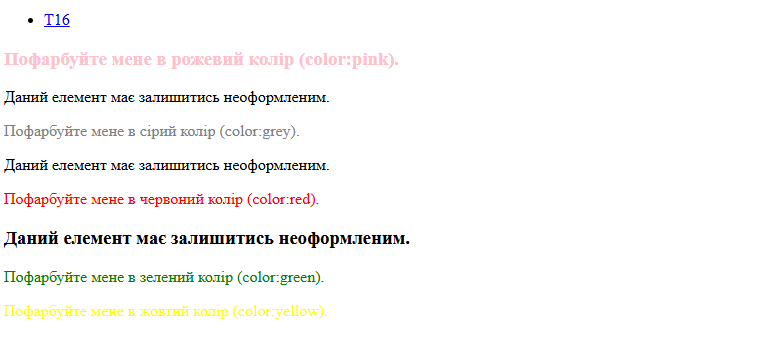 T16
Пофарбуйте мене в рожевий колір (color:pink).
Даний елемент має залишитись неоформленим.
Пофарбуйте мене в сірий колір (color:grey).
Даний елемент має залишитись неоформленим.
Пофарбуйте мене в червоний колір (color:red).
Даний елемент має залишитись неоформленим.
Пофарбуйте мене в зелений колір (color:green).
Пофарбуйте мене в жовтий колір (color:yellow).